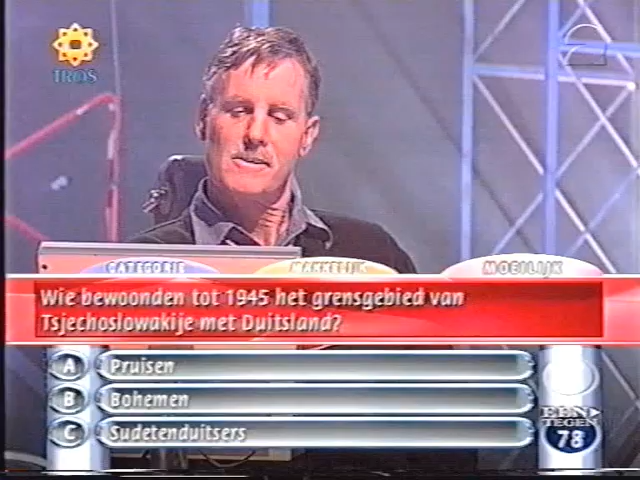 TROS
2
CATEGORIE
MAKKELIJK
MOEILIJK
Wie bewoonden tot 1945 het grensgebied van
Tsjechoslowakije met Duitsland?
A Pruisen
B Bohemen
C Sudetenduitsers
EEN
TEGEN
78